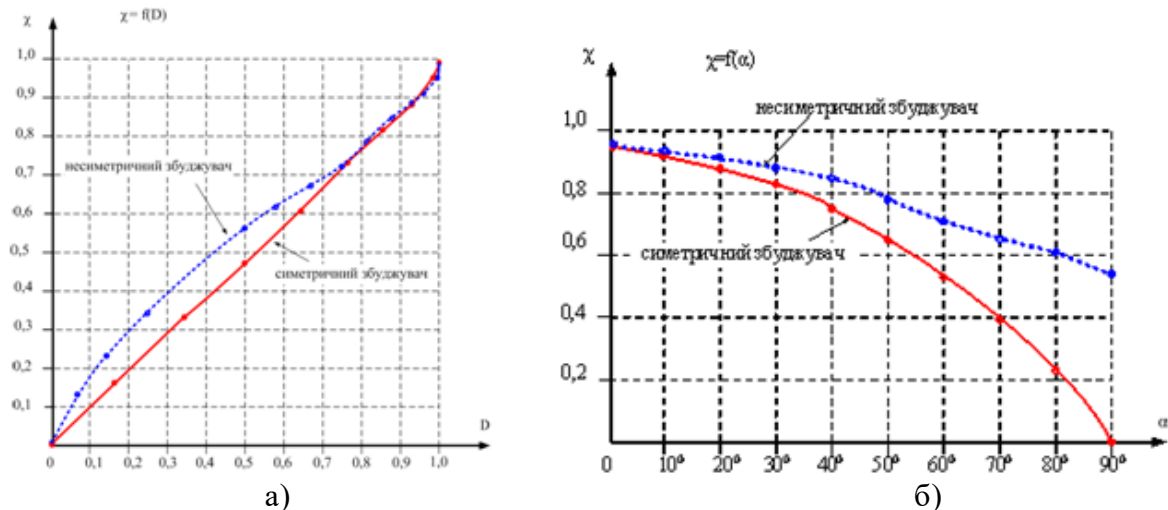 χ
χ = f(D)
1,0
0,9
0,8
несиметричний збуджувач
0,7
0,6
0,5
симетричний збуджувач
0,4
0,3
0,2
0,1
D
0 0,1 0,2 0,3 0,4 0,5 0,6 0,7 0,8 0,9 1,0
а)
χ
χ=f(α)
несиметричний збуджувач
1,0
0,8
0,6
симетричний збуджувач
0,4
0,2
α
0 10° 20° 30° 40° 50° 60° 70° 80° 90°
б)